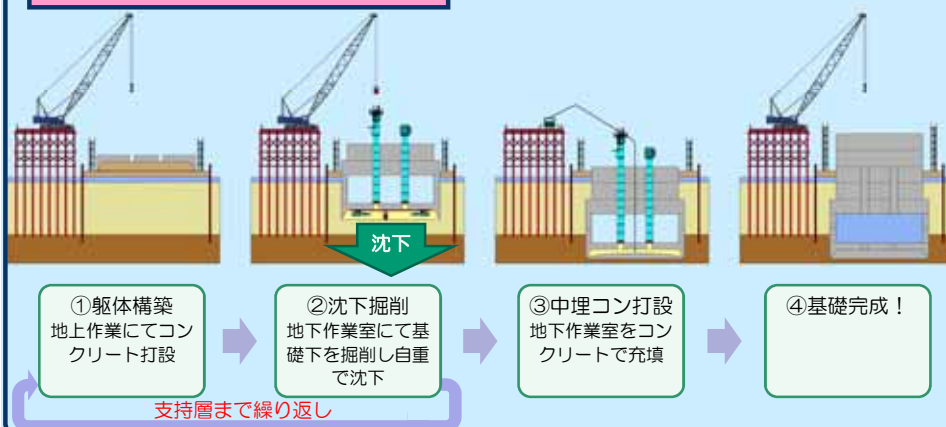 沈下
①躯体構築
地上作業にてコン
クリート打設
②沈下掘削
地下作業室にて基
礎下を掘削し自重
で沈下
③中埋コン打設
地下作業室をコン
クリートで充填
④基礎完成！
支持層まで繰り返し